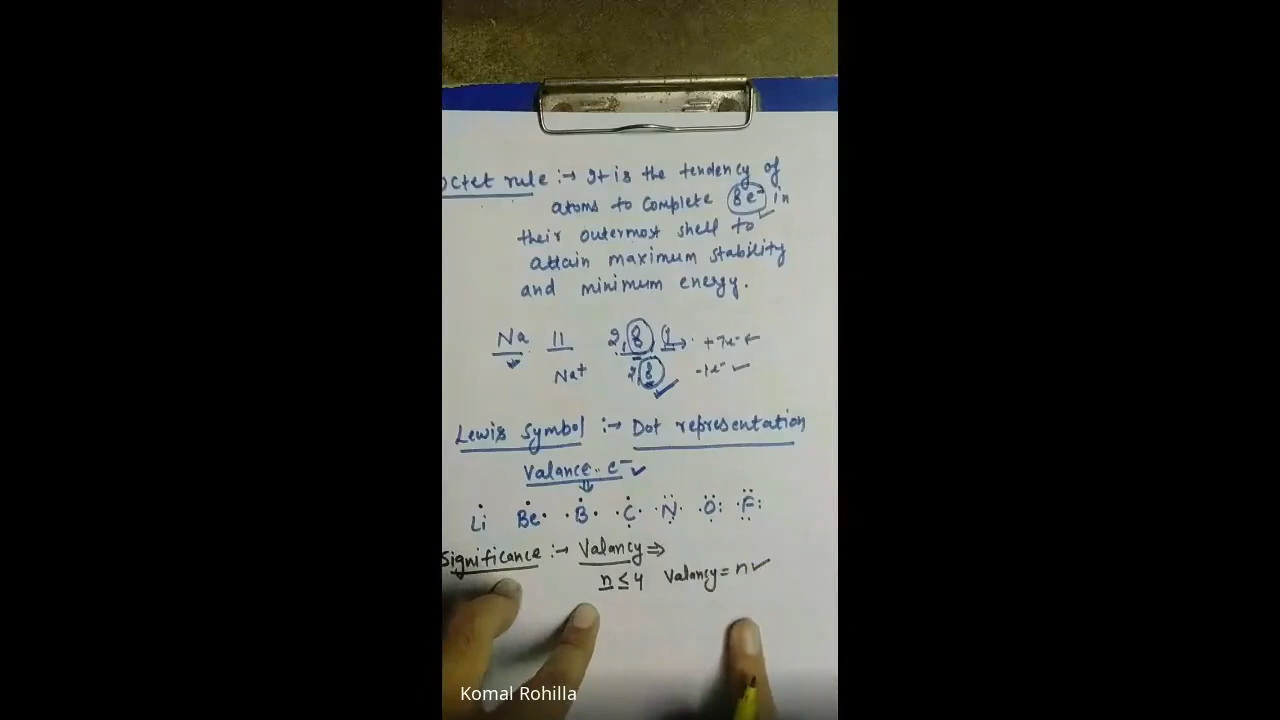 Octet rule :→ It is the tendency of
atoms to complete 8e⁻ in
their outermost shell to
attain maximum stability
and minimum energy.
Na 11 2,8,1 → +7e⁻
Na⁺ 2,8 -1e⁻ ✓
Lewis Symbol :→ Dot representation
Valance e⁻ ✓
Li Be B C N O F
Significance :→ Valancy ⇒
n ≤ 4 Valancy = n ✓
Komal Rohilla